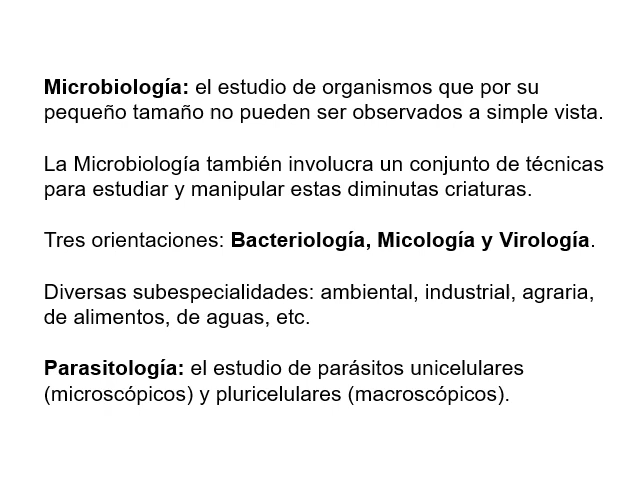 Microbiología: el estudio de organismos que por su
pequeño tamaño no pueden ser observados a simple vista.
La Microbiología también involucra un conjunto de técnicas
para estudiar y manipular estas diminutas criaturas.
Tres orientaciones: Bacteriología, Micología y Virología.
Diversas subespecialidades: ambiental, industrial, agraria,
de alimentos, de aguas, etc.
Parasitología: el estudio de parásitos unicelulares
(microscópicos) y pluricelulares (macroscópicos).